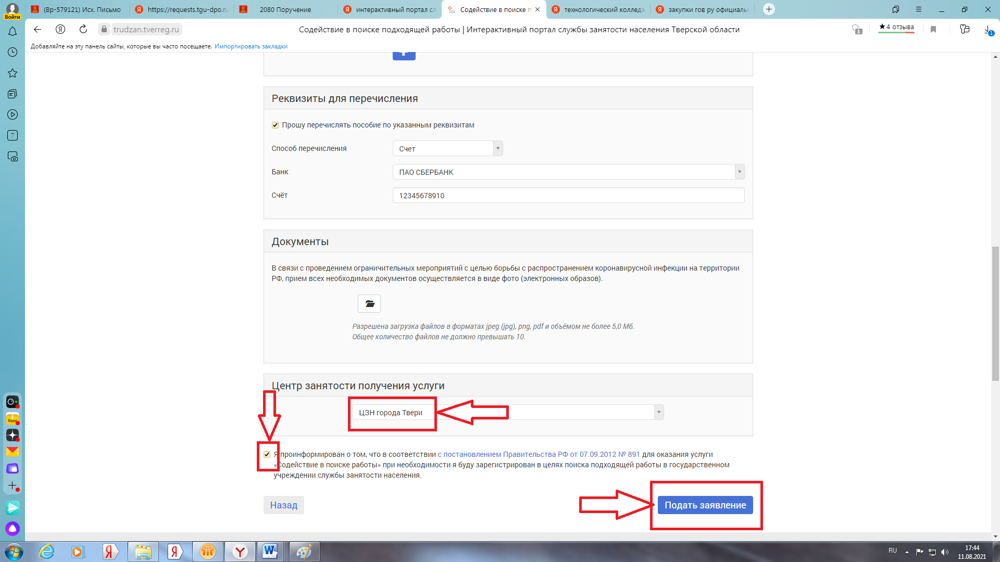 Войти
(Вр-579121) Исх. Письмо
https://requests.tgu-dpo.ru
2080 Поручение
интерактивный портал сл
Содействие в поиске п
технологический колледж
закупки гов ру официальн
trudzan.tverreg.ru
Содействие в поиске подходящей работы | Интерактивный портал службы занятости населения Тверской области
1
★4 отзыва
1
Добавляйте на эту панель сайты, которые вы часто посещаете. Импортировать закладки
7
Реквизиты для перечисления
Прошу перечислять пособие по указанным реквизитам
Способ перечисления
Счет
Банк
ПАО СБЕРБАНК
Счёт
12345678910
Документы
В связи с проведением ограничительных мероприятий с целью борьбы с распространением коронавирусной инфекции на территории
РФ, прием всех необходимых документов осуществляется в виде фото (электронных образов).
Разрешена загрузка файлов в форматах jpeg (jpg), png, pdf и объёмом не более 5,0 Мб.
Общее количество файлов не должно превышать 10.
Центр занятости получения услуги
ЦЗН города Твери
Маркет
Я проинформирован о том, что в соответствии с постановлением Правительства РФ от 07.09.2012 № 891 для оказания услуги
«Содействие в поиске работы» при необходимости я буду зарегистрирован в целях поиска подходящей работы в государственном
учреждении службы занятости населения.
Назад
Подать заявление
RU
17:44
11.08.2021